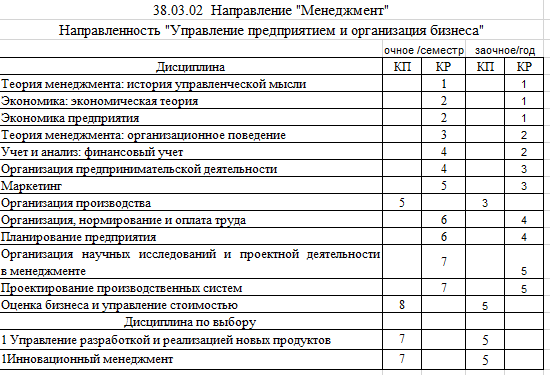 38.03.02 Направление "Менеджмент"
Направленность "Управление предприятием и организация бизнеса"
очное /семестр заочное/год
Дисциплина КП КР КП КР
Теория менеджмента: история управленческой мысли 1 1
Экономика: экономическая теория 2 1
Экономика предприятия 2 1
Теория менеджмента: организационное поведение 3 2
Учет и анализ: финансовый учет 4 2
Организация предпринимательской деятельности 4 3
Маркетинг 5 3
Организация производства 5 3
Организация, нормирование и оплата труда 6 4
Планирование предприятия 6 4
Организация научных исследований и проектной деятельности
в менеджменте 7 5
Проектирование производственных систем 7 5
Оценка бизнеса и управление стоимостью 8 5
Дисциплина по выбору
1 Управление разработкой и реализацией новых продуктов 7 5
1Инновационный менеджмент 7 5